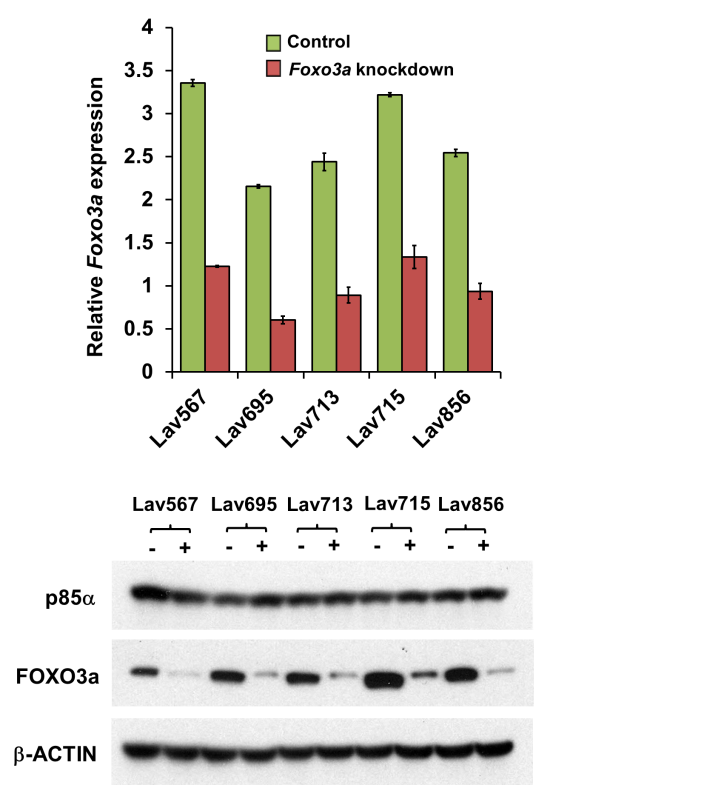 4
3.5
3
2.5
2
1.5
1
0.5
0
Relative Foxo3a expression
Control
Foxo3a knockdown
Lav567
Lav695
Lav713
Lav715
Lav856
Lav567 Lav695 Lav713 Lav715 Lav856
- + - + - + - + - +
p85α
FOXO3a
β-ACTIN